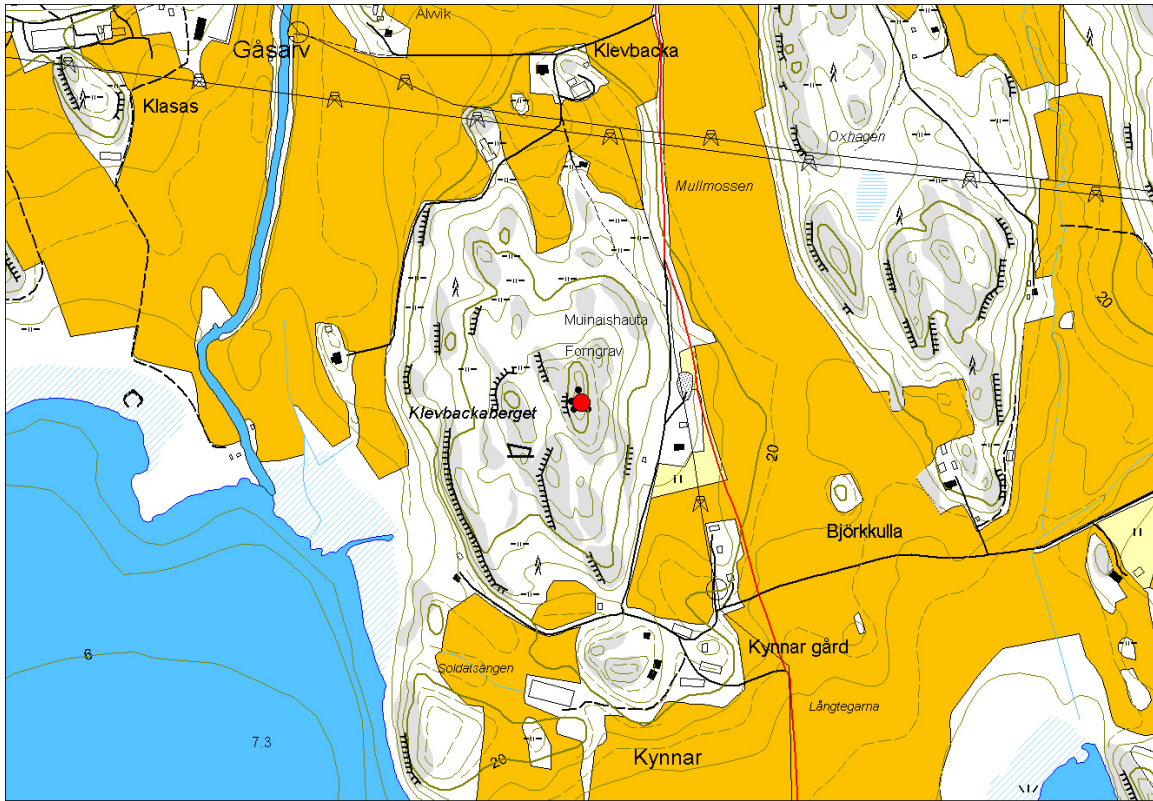 Älwik
Gåsarv
Klevbacka
Klasas
Oxhagen
Mullmossen
20
Muinaishauta
Forngrav
Klevbackaberget
20
Björkkulla
Kynnar gård
6
Soldatsängen
Långtegarna
7.3
20
Kynnar